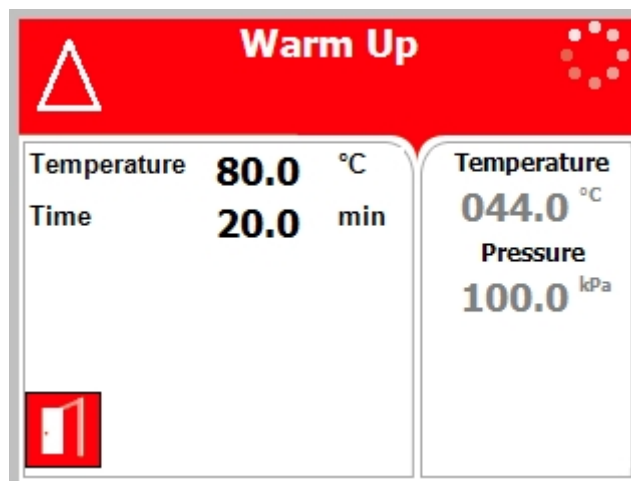 Warm Up
Temperature 80.0 °C
Time 20.0 min
Temperature
044.0 °C
Pressure
100.0 kPa